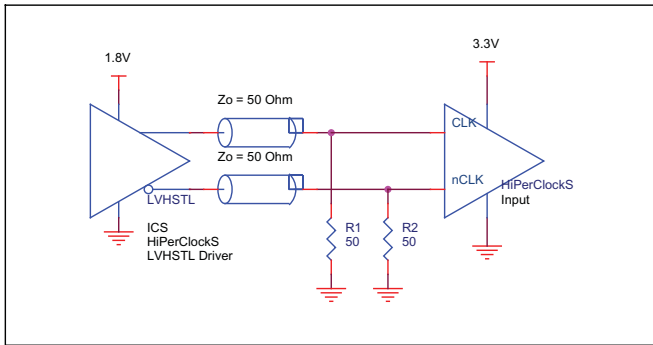 1.8V
3.3V
Zo = 50 Ohm
CLK
Zo = 50 Ohm
nCLK
LVHSTL
HiPerClockS
Input
ICS
HiPerClockS
LVHSTL Driver
R1
50
R2
50